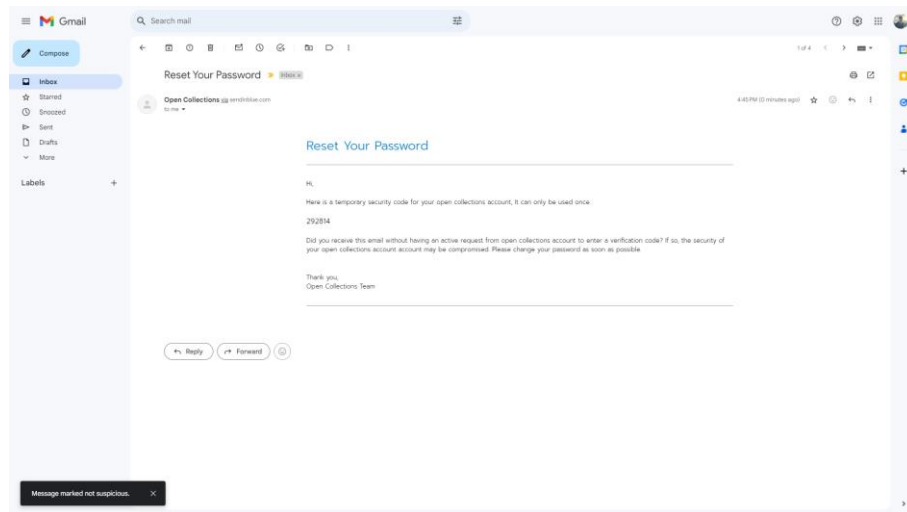 Gmail
Search mail
Compose
Inbox
Starred
Snoozed
Sent
Drafts
More
Labels
1 of 4
Reset Your Password
Inbox x
Open Collections via sendinblue.com
to me
4:45 PM (0 minutes ago)
Reset Your Password
Hi,
Here is a temporary security code for your open collections account, It can only be used once.
292814
Did you receive this email without having an active request from open collections account to enter a verification code? If so, the security of
your open collections account account may be compromised. Please change your password as soon as possible.
Thank you,
Open Collections Team
Reply
Forward
Message marked not suspicious.